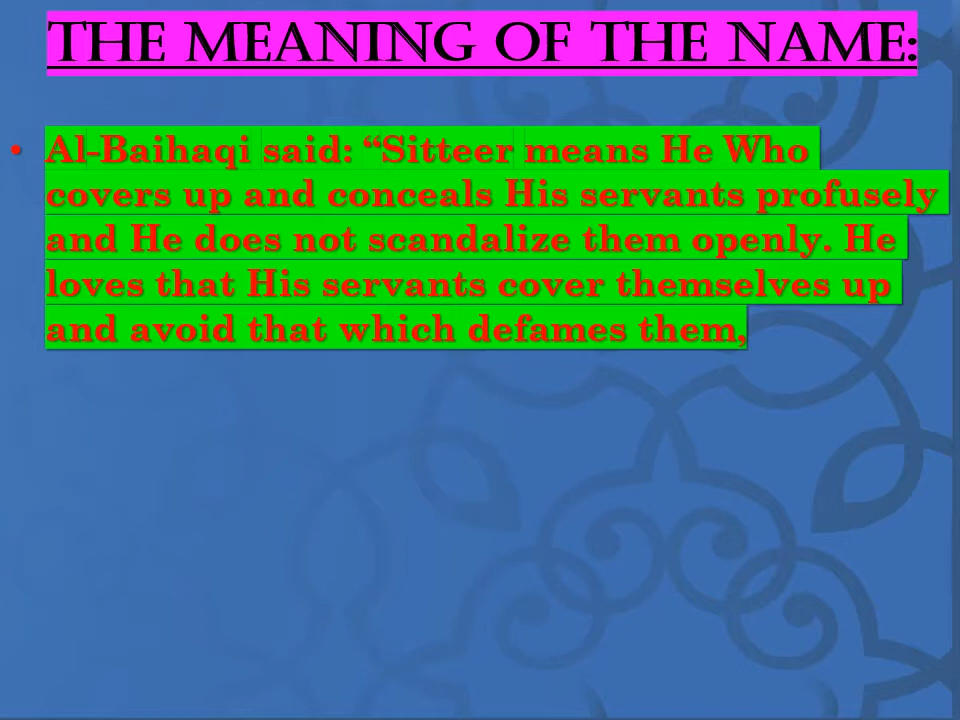 THE MEANING OF THE NAME:
• Al-Baihaqi said: “Sitteer means He Who
covers up and conceals His servants profusely
and He does not scandalize them openly. He
loves that His servants cover themselves up
and avoid that which defames them,